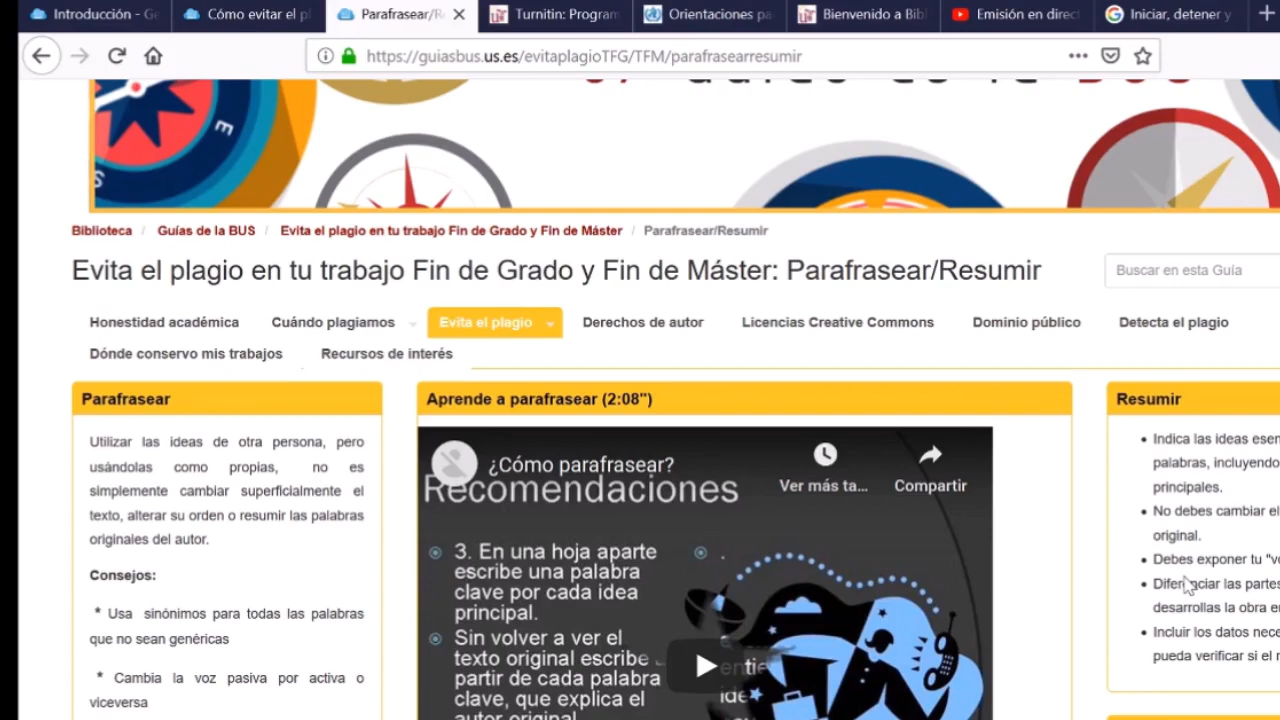 Introducción - Ge
Cómo evitar el pl
Parafrasear/R
Turnitin: Program
Orientaciones pa
Bienvenido a Bibl
Emisión en direct
Iniciar, detener y
https://guiasbus.us.es/evitaplagioTFG/TFM/parafrasearresumir
E
S
Biblioteca / Guías de la BUS / Evita el plagio en tu trabajo Fin de Grado y Fin de Máster / Parafrasear/Resumir
Evita el plagio en tu trabajo Fin de Grado y Fin de Máster: Parafrasear/Resumir
Buscar en esta Guía
Honestidad académica
Cuándo plagiamos
Evita el plagio
Derechos de autor
Licencias Creative Commons
Dominio público
Detecta el plagio
Dónde conservo mis trabajos
Recursos de interés
Parafrasear
Utilizar las ideas de otra persona, pero
usándolas como propias, no es
simplemente cambiar superficialmente el
texto, alterar su orden o resumir las palabras
originales del autor.
Consejos:
* Usa sinónimos para todas las palabras
que no sean genéricas
* Cambia la voz pasiva por activa o
viceversa
Aprende a parafrasear (2:08")
¿Cómo parafrasear?
Ver más ta...
Compartir
Recomendaciones
3. En una hoja aparte
escribe una palabra
clave por cada idea
principal.
Sin volver a ver el
texto original escribe a
partir de cada palabra
clave, que explica el
autor original
Resumir
Indica las ideas esen
palabras, incluyendo
principales.
No debes cambiar el
original.
Debes exponer tu "vo
Diferenciar las partes
desarrollas la obra e
Incluir los datos nece
pueda verificar si el r